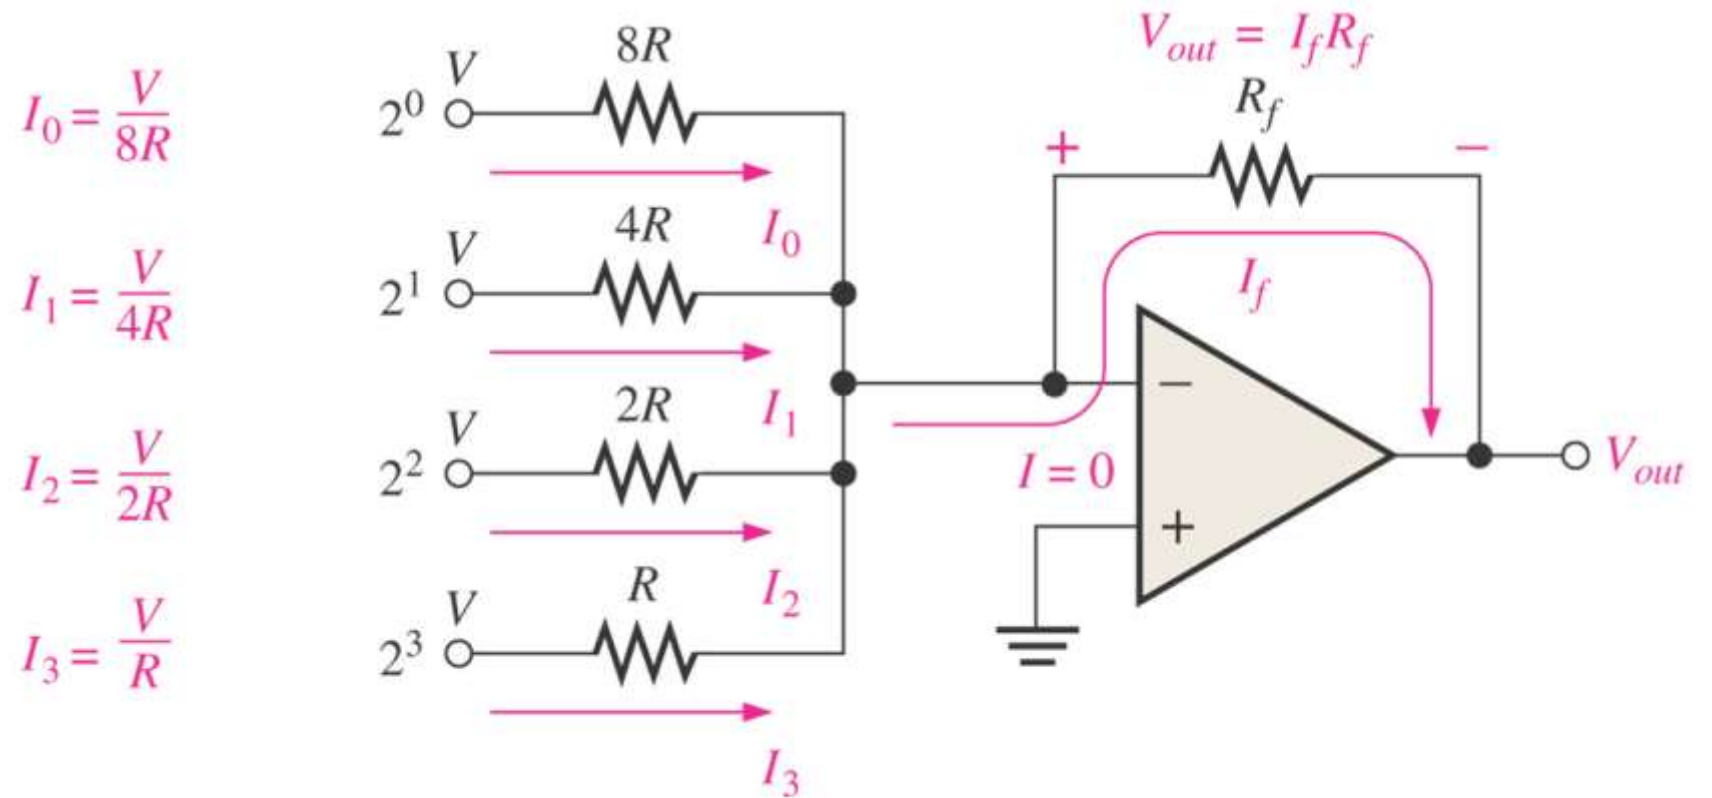 V_out = I_f R_f
I_0 = V/8R
2^0
V
8R
I_0
R_f
+
−
I_1 = V/4R
2^1
V
4R
I_1
I_f
I_2 = V/2R
2^2
V
2R
I_2
−
I = 0
+
V_out
I_3 = V/R
2^3
V
R
I_3